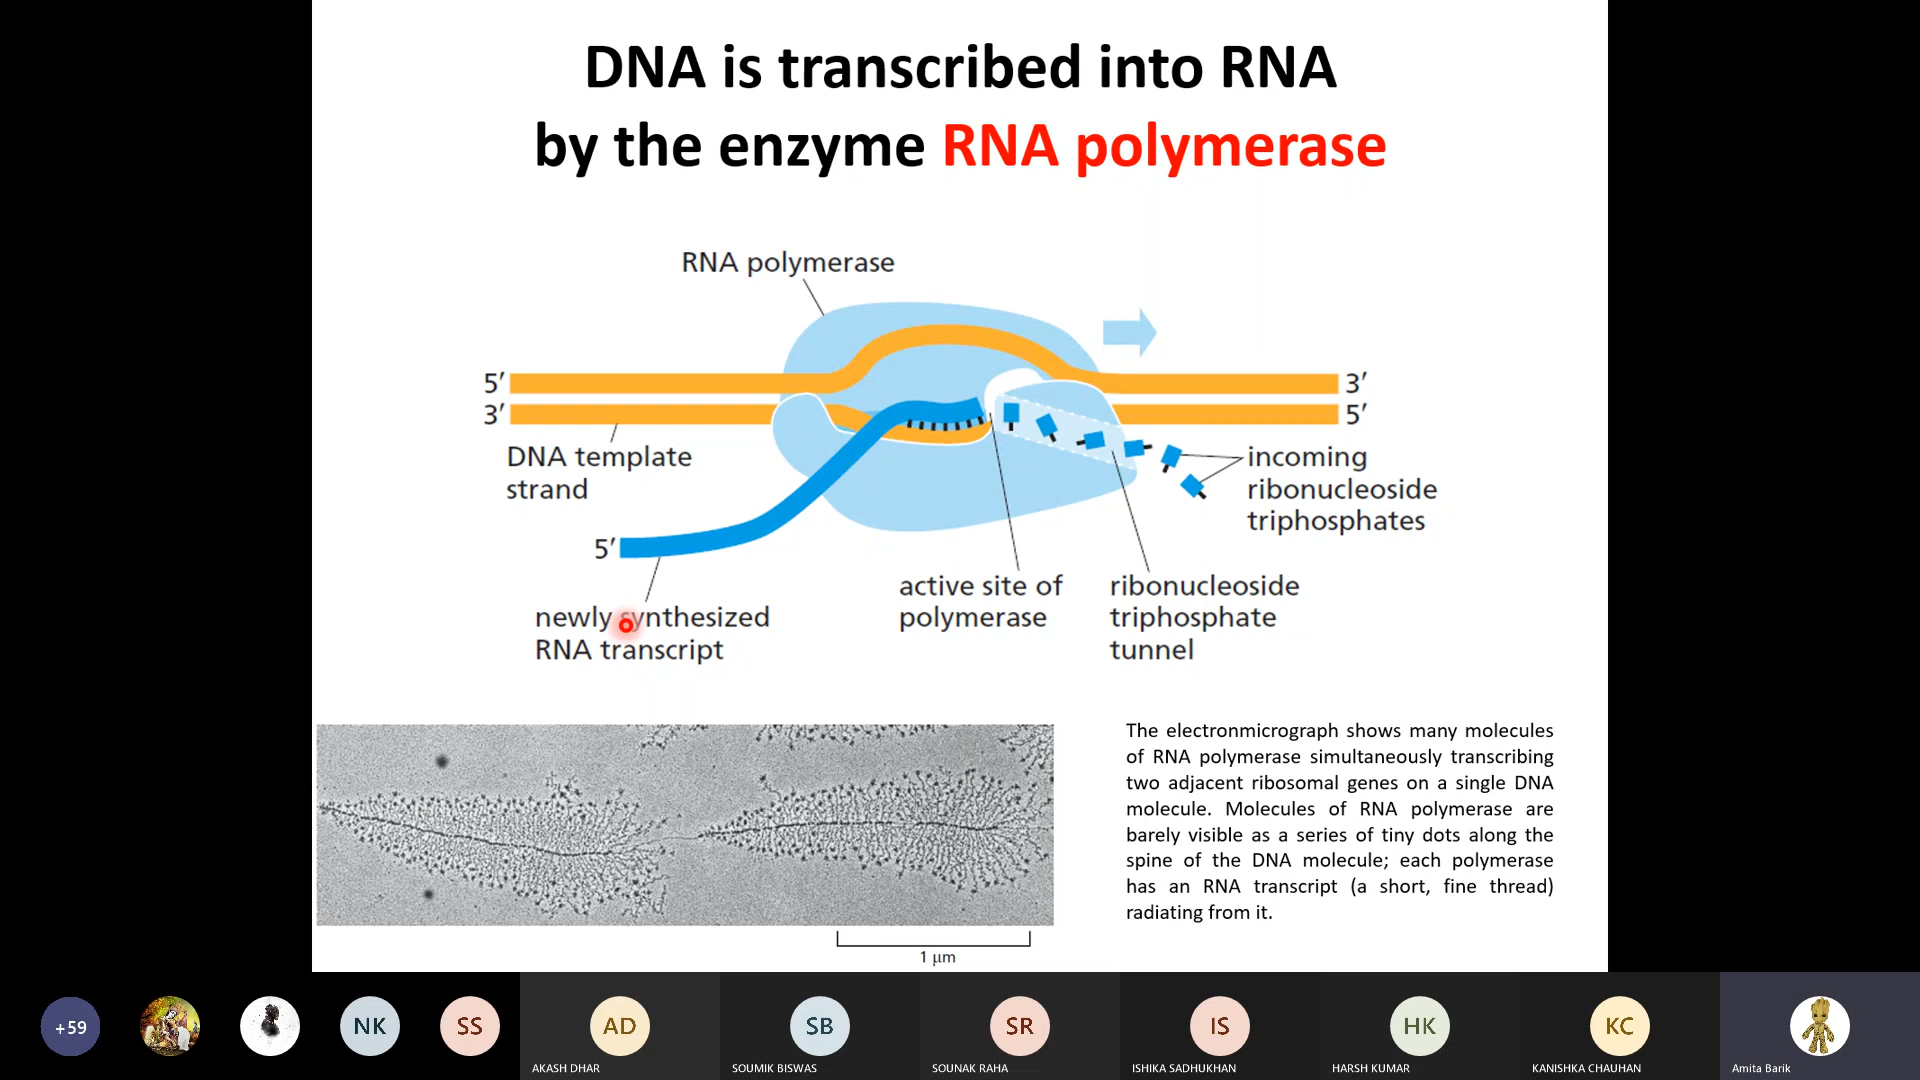 DNA is transcribed into RNA
by the enzyme RNA polymerase
RNA polymerase
5′
3′
3′
5′
DNA template
strand
incoming
ribonucleoside
triphosphates
5′
newly synthesized
RNA transcript
active site of
polymerase
ribonucleoside
triphosphate
tunnel
The electronmicrograph shows many molecules
of RNA polymerase simultaneously transcribing
two adjacent ribosomal genes on a single DNA
molecule. Molecules of RNA polymerase are
barely visible as a series of tiny dots along the
spine of the DNA molecule; each polymerase
has an RNA transcript (a short, fine thread)
radiating from it.
1 μm
+59
NK
SS
AD
SB
SR
IS
HK
KC
AKASH DHAR
SOUMIK BISWAS
SOUNAK RAHA
ISHIKA SADHUKHAN
HARSH KUMAR
KANISHKA CHAUHAN
Amita Barik